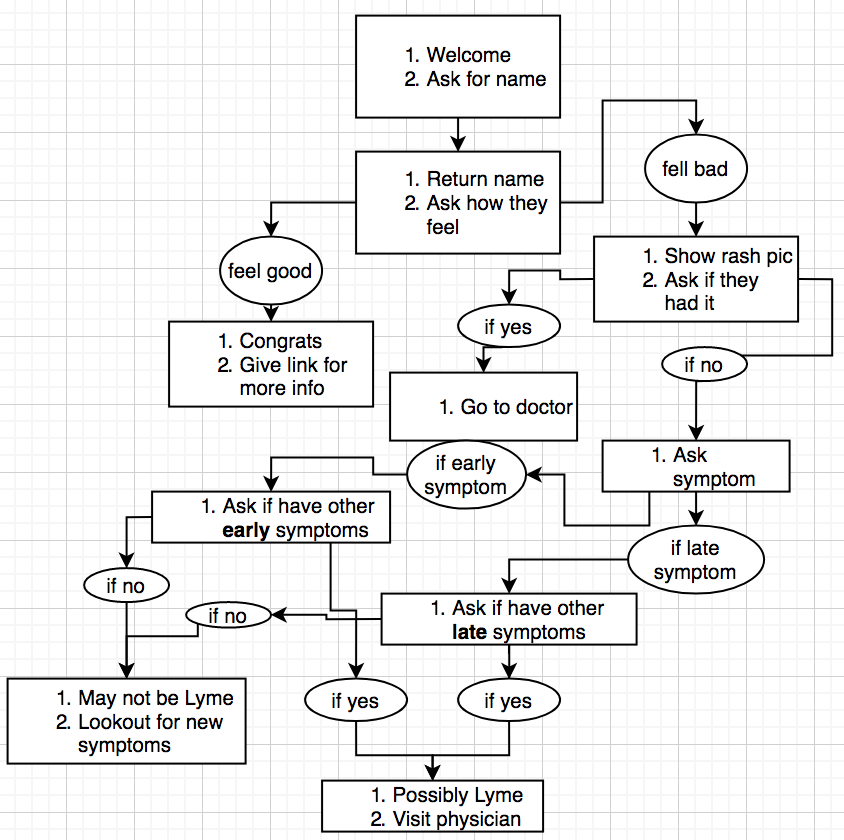 1. Welcome
2. Ask for name
1. Return name
2. Ask how they
feel
fell bad
feel good
1. Show rash pic
2. Ask if they
had it
if yes
1. Congrats
2. Give link for
more info
if no
1. Go to doctor
if early
symptom
1. Ask
symptom
1. Ask if have other
early symptoms
if late
symptom
if no
if no
1. Ask if have other
late symptoms
1. May not be Lyme
2. Lookout for new
symptoms
if yes
if yes
1. Possibly Lyme
2. Visit physician